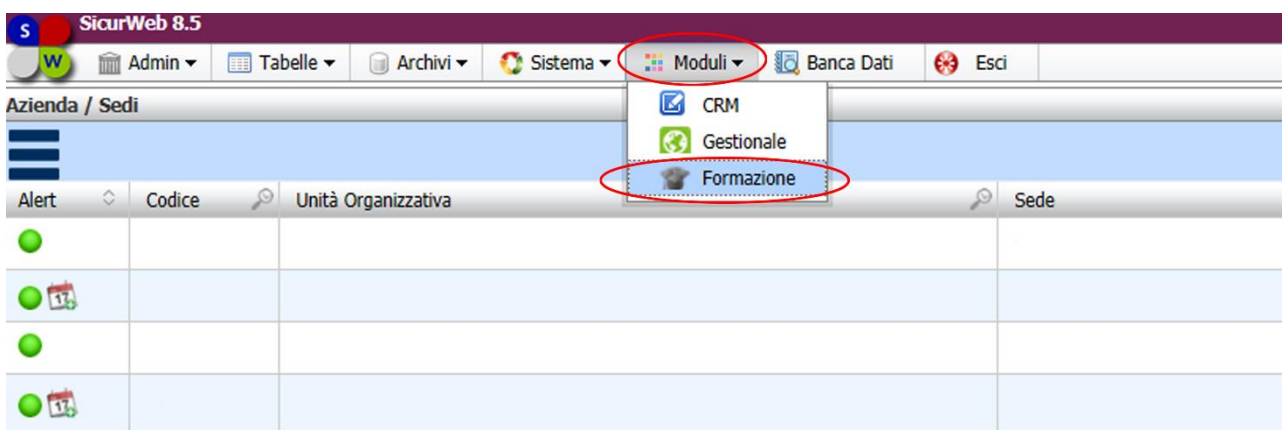 S W
SicurWeb 8.5
Admin Tabelle Archivi Sistema Moduli Banca Dati Esci
Azienda / Sedi
CRM
Gestionale
Formazione
Alert Codice Unità Organizzativa Sede
17
17